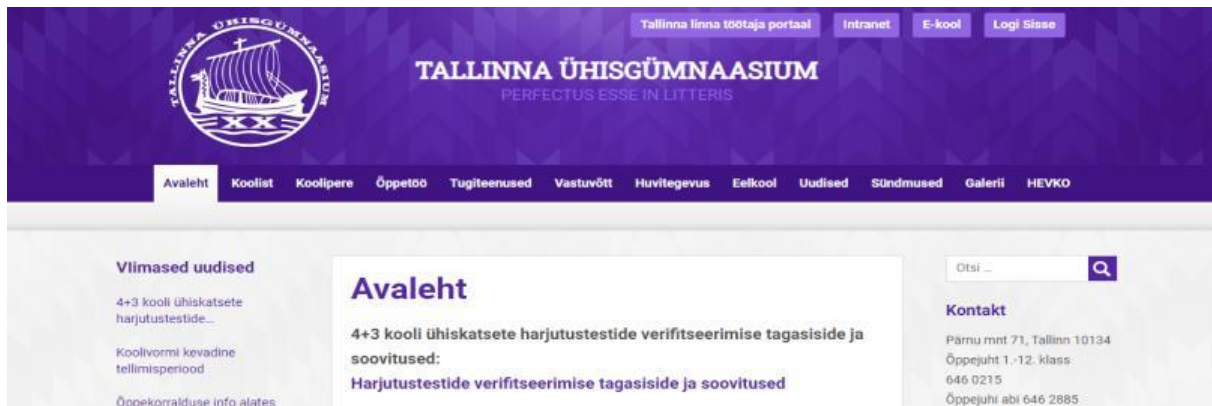 Tallinna linna töötaja portaal
Intranet
E-kool
Logi Sisse
TALLINNA ÜHISGÜMNAASIUM
XX
TALLINNA ÜHISGÜMNAASIUM
PERFECTUS ESSE IN LITTERIS
Avaleht Koolist Koolipere Õppetöö Tugiteenused Vastuvõtt Huvitegevus Eelkool Uudised Sündmused Galerii HEVKO
VIimased uudised
4+3 kooli ühiskatsete
harjutustestide...
Koolivormi kevadine
tellimisperiood
Õppekorralduse info alates
Avaleht
4+3 kooli ühiskatsete harjutustestide verifitseerimise tagasiside ja
soovitused:
Harjutustestide verifitseerimise tagasiside ja soovitused
Otsi ...
Kontakt
Pärnu mnt 71, Tallinn 10134
Õppejuht 1.-12. klass
646 0215
Õppejuhi abi 646 2885